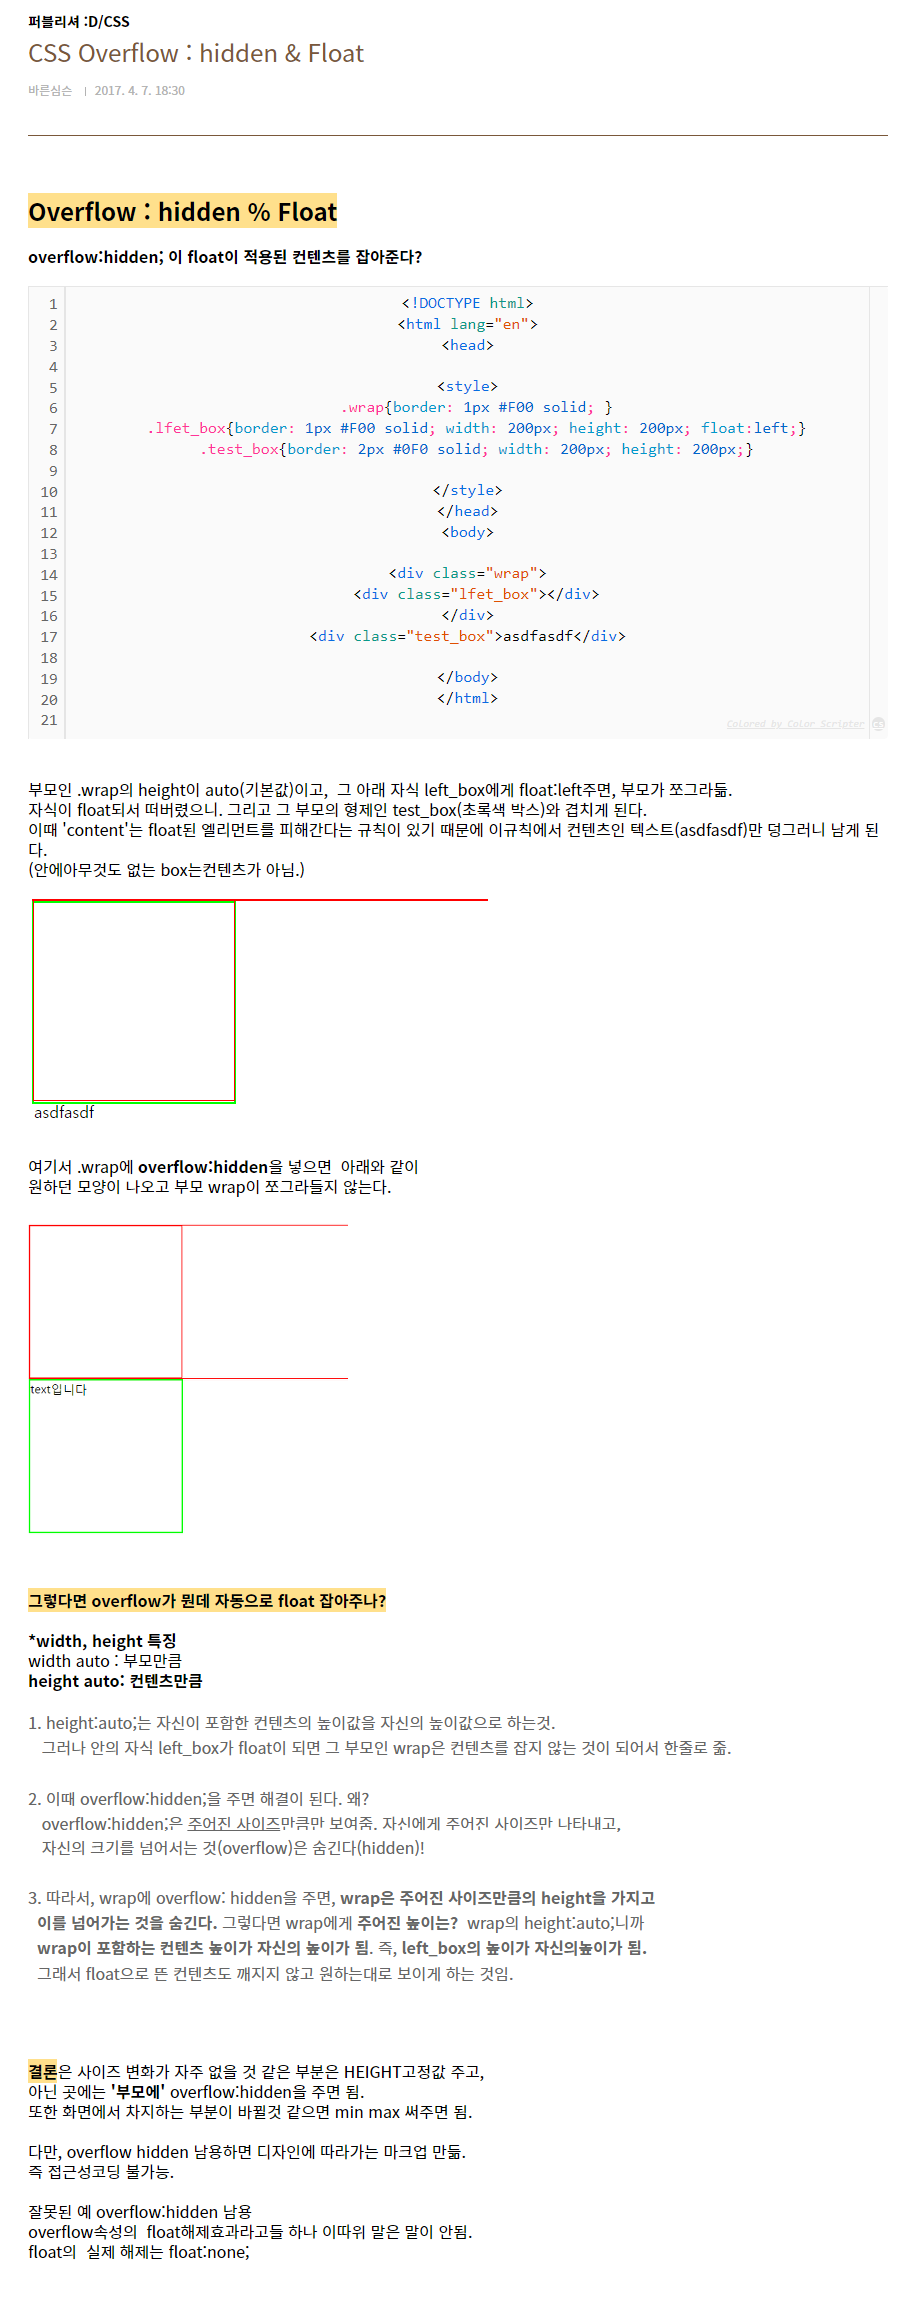 퍼블리셔 :D/CSS
CSS Overflow : hidden & Float
바른심슨 | 2017. 4. 7. 18:30
Overflow : hidden % Float
overflow:hidden; 이 float이 적용된 컨텐츠를 잡아준다?
1 <!DOCTYPE html>
2 <html lang="en">
3 <head>
4
5 <style>
6 .wrap{border: 1px #F00 solid; }
7 .lfet_box{border: 1px #F00 solid; width: 200px; height: 200px; float:left;}
8 .test_box{border: 2px #0F0 solid; width: 200px; height: 200px;}
9
10 </style>
11 </head>
12 <body>
13
14 <div class="wrap">
15 <div class="lfet_box"></div>
16 </div>
17 <div class="test_box">asdfasdf</div>
18
19 </body>
20 </html>
21
Colored by Color Scripter
CS
부모인 .wrap의 height이 auto(기본값)이고,  그 아래 자식 left_box에게 float:left주면, 부모가 쪼그라듦.
자식이 float되서 떠버렸으니. 그리고 그 부모의 형제인 test_box(초록색 박스)와 겹치게 된다.
이때 'content'는 float된 엘리먼트를 피해간다는 규칙이 있기 때문에 이규칙에서 컨텐츠인 텍스트(asdfasdf)만 덩그러니 남게 된
다.
(안에아무것도 없는 box는컨텐츠가 아님.)
asdfasdf
여기서 .wrap에 overflow:hidden을 넣으면  아래와 같이
원하던 모양이 나오고 부모 wrap이 쪼그라들지 않는다.
text입니다
그렇다면 overflow가 뭔데 자동으로 float 잡아주나?
*width, height 특징
width auto : 부모만큼
height auto: 컨텐츠만큼
1. height:auto;는 자신이 포함한 컨텐츠의 높이값을 자신의 높이값으로 하는것.
그러나 안의 자식 left_box가 float이 되면 그 부모인 wrap은 컨텐츠를 잡지 않는 것이 되어서 한줄로 줆.
2. 이때 overflow:hidden;을 주면 해결이 된다. 왜?
overflow:hidden;은 주어진 사이즈만큼만 보여줌. 자신에게 주어진 사이즈만 나타내고,
자신의 크기를 넘어서는 것(overflow)은 숨긴다(hidden)!
3. 따라서, wrap에 overflow: hidden을 주면, wrap은 주어진 사이즈만큼의 height을 가지고
이를 넘어가는 것을 숨긴다. 그렇다면 wrap에게 주어진 높이는?  wrap의 height:auto;니까
wrap이 포함하는 컨텐츠 높이가 자신의 높이가 됨. 즉, left_box의 높이가 자신의높이가 됨.
그래서 float으로 뜬 컨텐츠도 깨지지 않고 원하는대로 보이게 하는 것임.
결론은 사이즈 변화가 자주 없을 것 같은 부분은 HEIGHT고정값 주고,
아닌 곳에는 '부모에' overflow:hidden을 주면 됨.
또한 화면에서 차지하는 부분이 바뀔것 같으면 min max 써주면 됨.
다만, overflow hidden 남용하면 디자인에 따라가는 마크업 만듦.
즉 접근성코딩 불가능.
잘못된 예 overflow:hidden 남용
overflow속성의  float해제효과라고들 하나 이따위 말은 말이 안됨.
float의  실제 해제는 float:none;